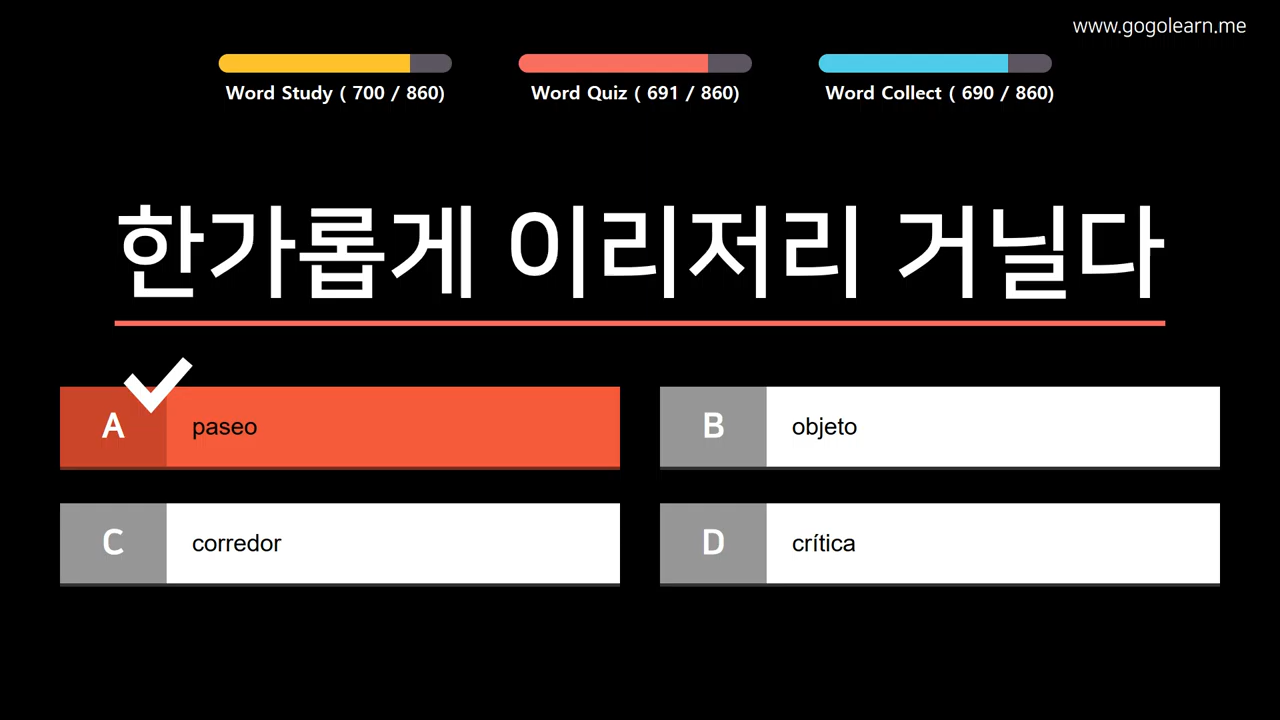 www.gogolearn.me
Word Study ( 700 / 860)
Word Quiz ( 691 / 860)
Word Collect ( 690 / 860)
한가롭게 이리저리 거닐다
A paseo
B objeto
C corredor
D crítica